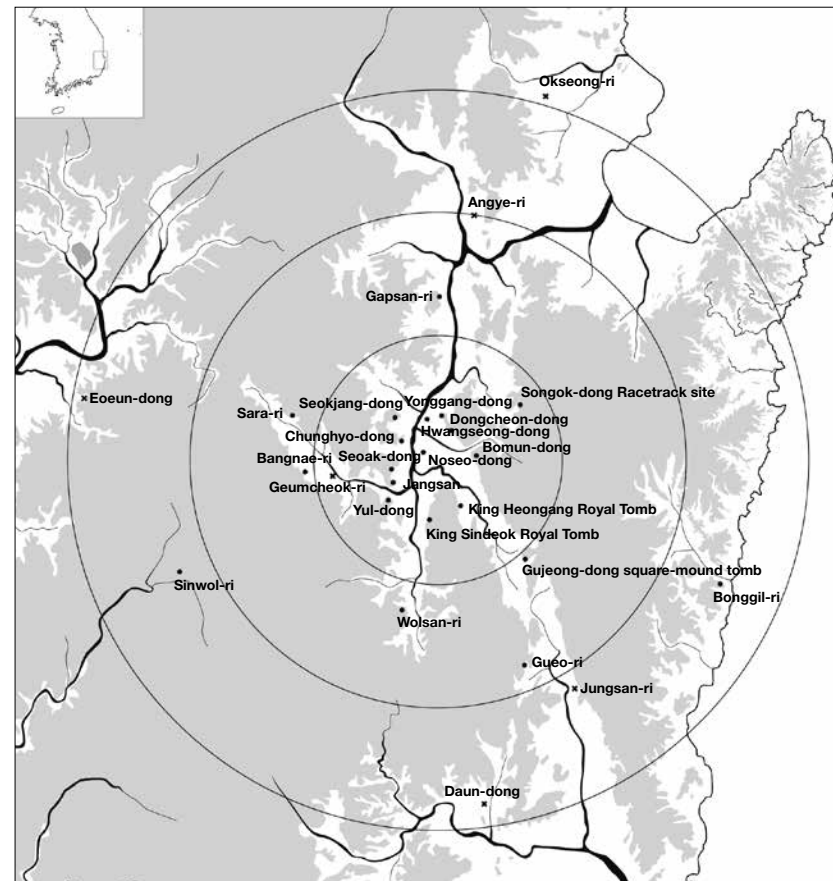 Okseong-ri
Angye-ri
Gapsan-ri
Eoeun-dong
Songok-dong Racetrack site
Seokjang-dong
Yonggang-dong
Sara-ri
Dongcheon-dong
Hwangseong-dong
Chunghyo-dong
Bomun-dong
Seoak-dong
Noseo-dong
Bangnae-ri
Geumcheok-ri
Jangsan
Yul-dong
King Heongang Royal Tomb
King Sindeok Royal Tomb
Gujeong-dong square-mound tomb
Sinwol-ri
Bonggil-ri
Wolsan-ri
Gueo-ri
Jungsan-ri
Daun-dong